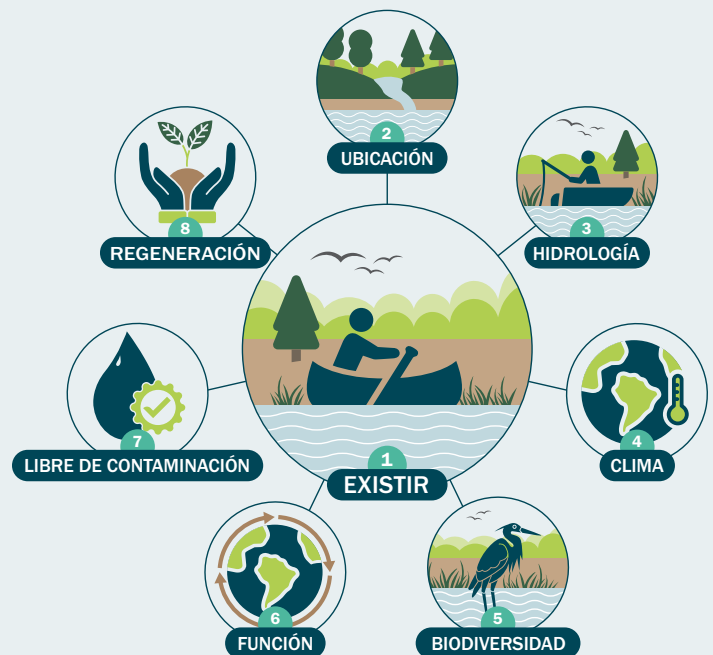 1
EXISTIR
2
UBICACIÓN
3
HIDROLOGÍA
4
CLIMA
5
BIODIVERSIDAD
6
FUNCIÓN
7
LIBRE DE CONTAMINACIÓN
8
REGENERACIÓN